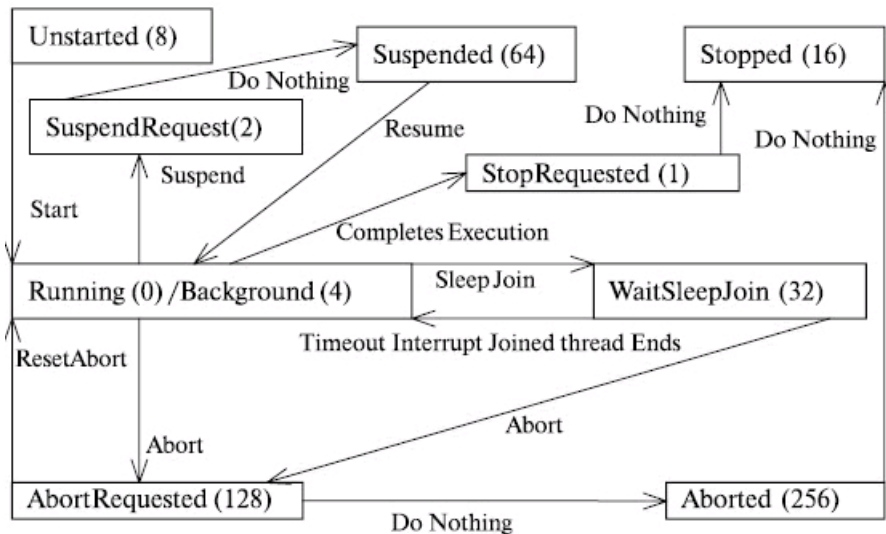 Unstarted (8)
Suspended (64)
Stopped (16)
Do Nothing
SuspendRequest(2)
Resume
Do Nothing
Do Nothing
Suspend
StopRequested (1)
Start
Completes Execution
Running (0) /Background (4)
SleepJoin
WaitSleepJoin (32)
Timeout Interrupt Joined thread Ends
ResetAbort
Abort
Abort
AbortRequested (128)
Do Nothing
Aborted (256)